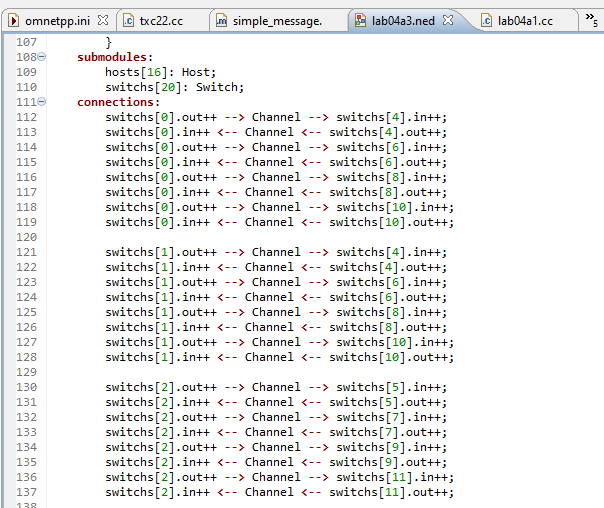 omnetpp.ini txc22.cc simple_message. lab04a3.ned lab04a1.cc »5
107 }
108 submodules:
109 hosts[16]: Host;
110 switchs[20]: Switch;
111 connections:
112 switchs[0].out++ --> Channel --> switchs[4].in++;
113 switchs[0].in++ <-- Channel <-- switchs[4].out++;
114 switchs[0].out++ --> Channel --> switchs[6].in++;
115 switchs[0].in++ <-- Channel <-- switchs[6].out++;
116 switchs[0].out++ --> Channel --> switchs[8].in++;
117 switchs[0].in++ <-- Channel <-- switchs[8].out++;
118 switchs[0].out++ --> Channel --> switchs[10].in++;
119 switchs[0].in++ <-- Channel <-- switchs[10].out++;
120
121 switchs[1].out++ --> Channel --> switchs[4].in++;
122 switchs[1].in++ <-- Channel <-- switchs[4].out++;
123 switchs[1].out++ --> Channel --> switchs[6].in++;
124 switchs[1].in++ <-- Channel <-- switchs[6].out++;
125 switchs[1].out++ --> Channel --> switchs[8].in++;
126 switchs[1].in++ <-- Channel <-- switchs[8].out++;
127 switchs[1].out++ --> Channel --> switchs[10].in++;
128 switchs[1].in++ <-- Channel <-- switchs[10].out++;
129
130 switchs[2].out++ --> Channel --> switchs[5].in++;
131 switchs[2].in++ <-- Channel <-- switchs[5].out++;
132 switchs[2].out++ --> Channel --> switchs[7].in++;
133 switchs[2].in++ <-- Channel <-- switchs[7].out++;
134 switchs[2].out++ --> Channel --> switchs[9].in++;
135 switchs[2].in++ <-- Channel <-- switchs[9].out++;
136 switchs[2].out++ --> Channel --> switchs[11].in++;
137 switchs[2].in++ <-- Channel <-- switchs[11].out++;
138